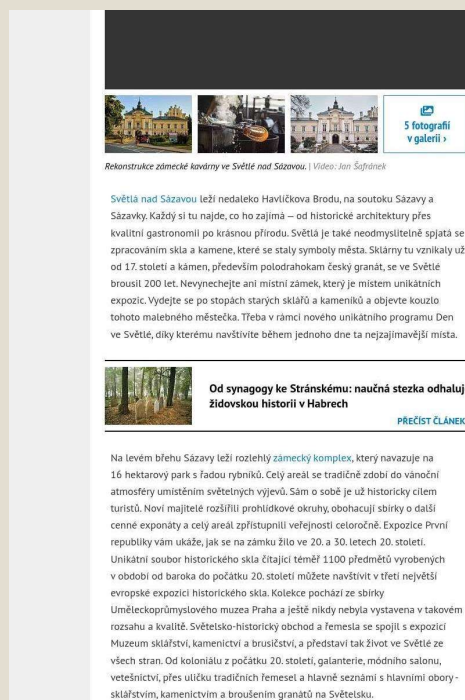 5 fotografií
v galerii ›
Rekonstrukce zámecké kavárny ve Světlé nad Sázavou. | Video: Jan Šafránek
Světlá nad Sázavou leží nedaleko Havlíčkova Brodu, na soutoku Sázavy a
Sázavky. Každý si tu najde, co ho zajímá – od historické architektury přes
kvalitní gastronomii po krásnou přírodu. Světlá je také neodmyslitelně spjatá se
zpracováním skla a kamene, které se staly symboly města. Sklárny tu vznikaly už
od 17. století a kámen, především polodrahokam český granát, se ve Světlé
brousil 200 let. Nevynechejte ani místní zámek, který je místem unikátních
expozic. Vydejte se po stopách starých sklářů a kameníků a objevte kouzlo
tohoto malebného městečka. Třeba v rámci nového unikátního programu Den
ve Světlé, díky kterému navštívíte během jednoho dne ta nejzajímavější místa.
Od synagogy ke Stránskému: naučná stezka odhaluj
židovskou historii v Habrech
PŘEČÍST ČLÁNEK
Na levém břehu Sázavy leží rozlehlý zámecký komplex, který navazuje na
16 hektarový park s řadou rybníků. Celý areál se tradičně zdobí do vánoční
atmosféry umístěním světelných výjevů. Sám o sobě je už historicky cílem
turistů. Noví majitelé rozšířili prohlídkové okruhy, obohacují sbírky o další
cenné exponáty a celý areál zpřístupnili veřejnosti celoročně. Expozice První
republiky vám ukáže, jak se na zámku žilo ve 20. a 30. letech 20. století.
Unikátní soubor historického skla čítající téměř 1100 předmětů vyrobených
v období od baroka do počátku 20. století můžete navštívit v třetí největší
evropské expozici historického skla. Kolekce pochází ze sbírky
Uměleckoprůmyslového muzea Praha a ještě nikdy nebyla vystavena v takovém
rozsahu a kvalitě. Světelsko-historický obchod a řemesla se spojil s expozicí
Muzeum sklářství, kamenictví a brusičství, a představí tak život ve Světlé ze
všech stran. Od koloniálu z počátku 20. století, galanterie, módního salonu,
vetešnictví, přes uličku tradičních řemesel a hlavně seznámí s hlavními obory -
sklářstvím, kamenictvím a broušením granátů na Světelsku.